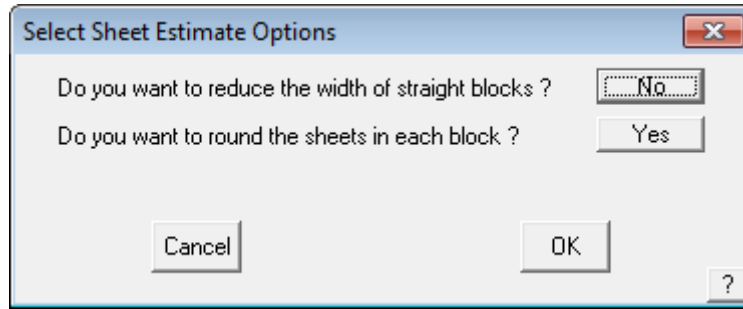 Select Sheet Estimate Options
Do you want to reduce the width of straight blocks ? No
Do you want to round the sheets in each block ? Yes
Cancel OK
?